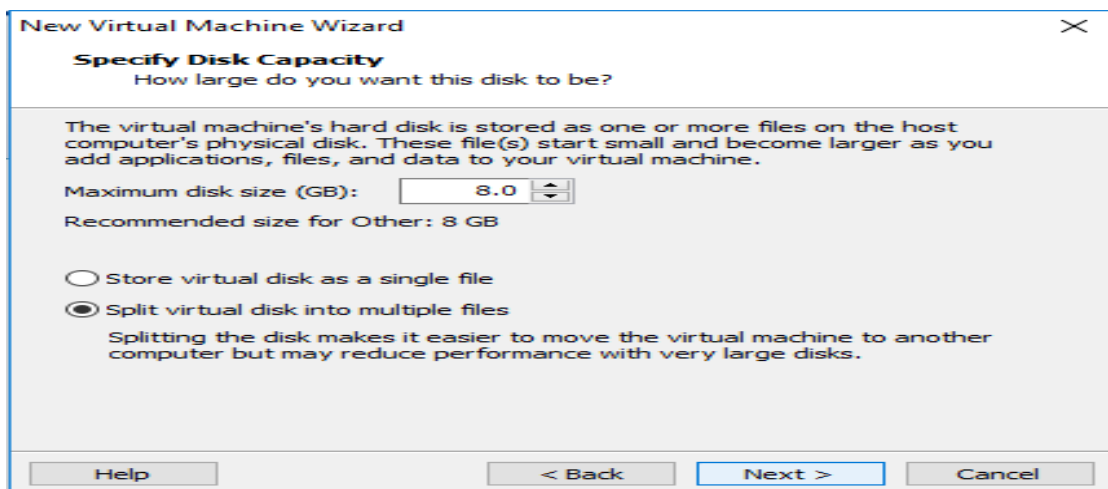 New Virtual Machine Wizard
Specify Disk Capacity
How large do you want this disk to be?
The virtual machine's hard disk is stored as one or more files on the host
computer's physical disk. These file(s) start small and become larger as you
add applications, files, and data to your virtual machine.
Maximum disk size (GB): 8.0
Recommended size for Other: 8 GB
Store virtual disk as a single file
Split virtual disk into multiple files
Splitting the disk makes it easier to move the virtual machine to another
computer but may reduce performance with very large disks.
Help < Back Next > Cancel